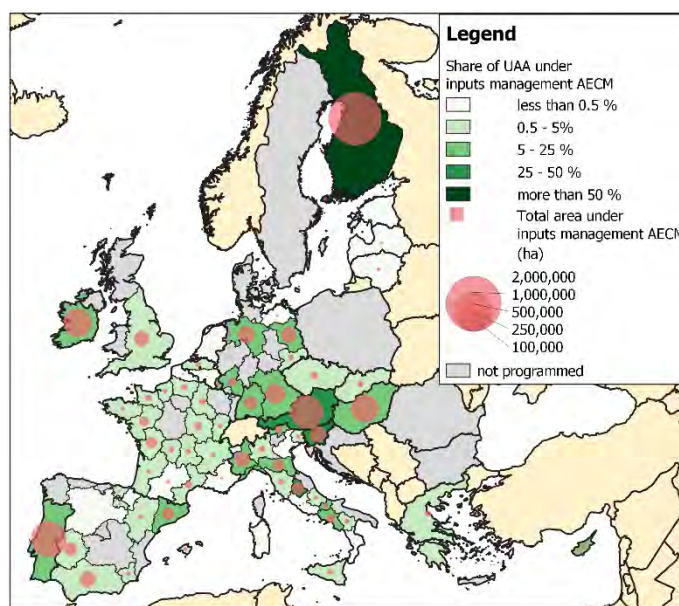 Legend
Share of UAA under
inputs management AECM
less than 0.5 %
0.5 - 5%
5 - 25 %
25 - 50 %
more than 50 %
Total area under
inputs management AECM
(ha)
2,000,000
1,000,000
500,000
250,000
100,000
not programmed